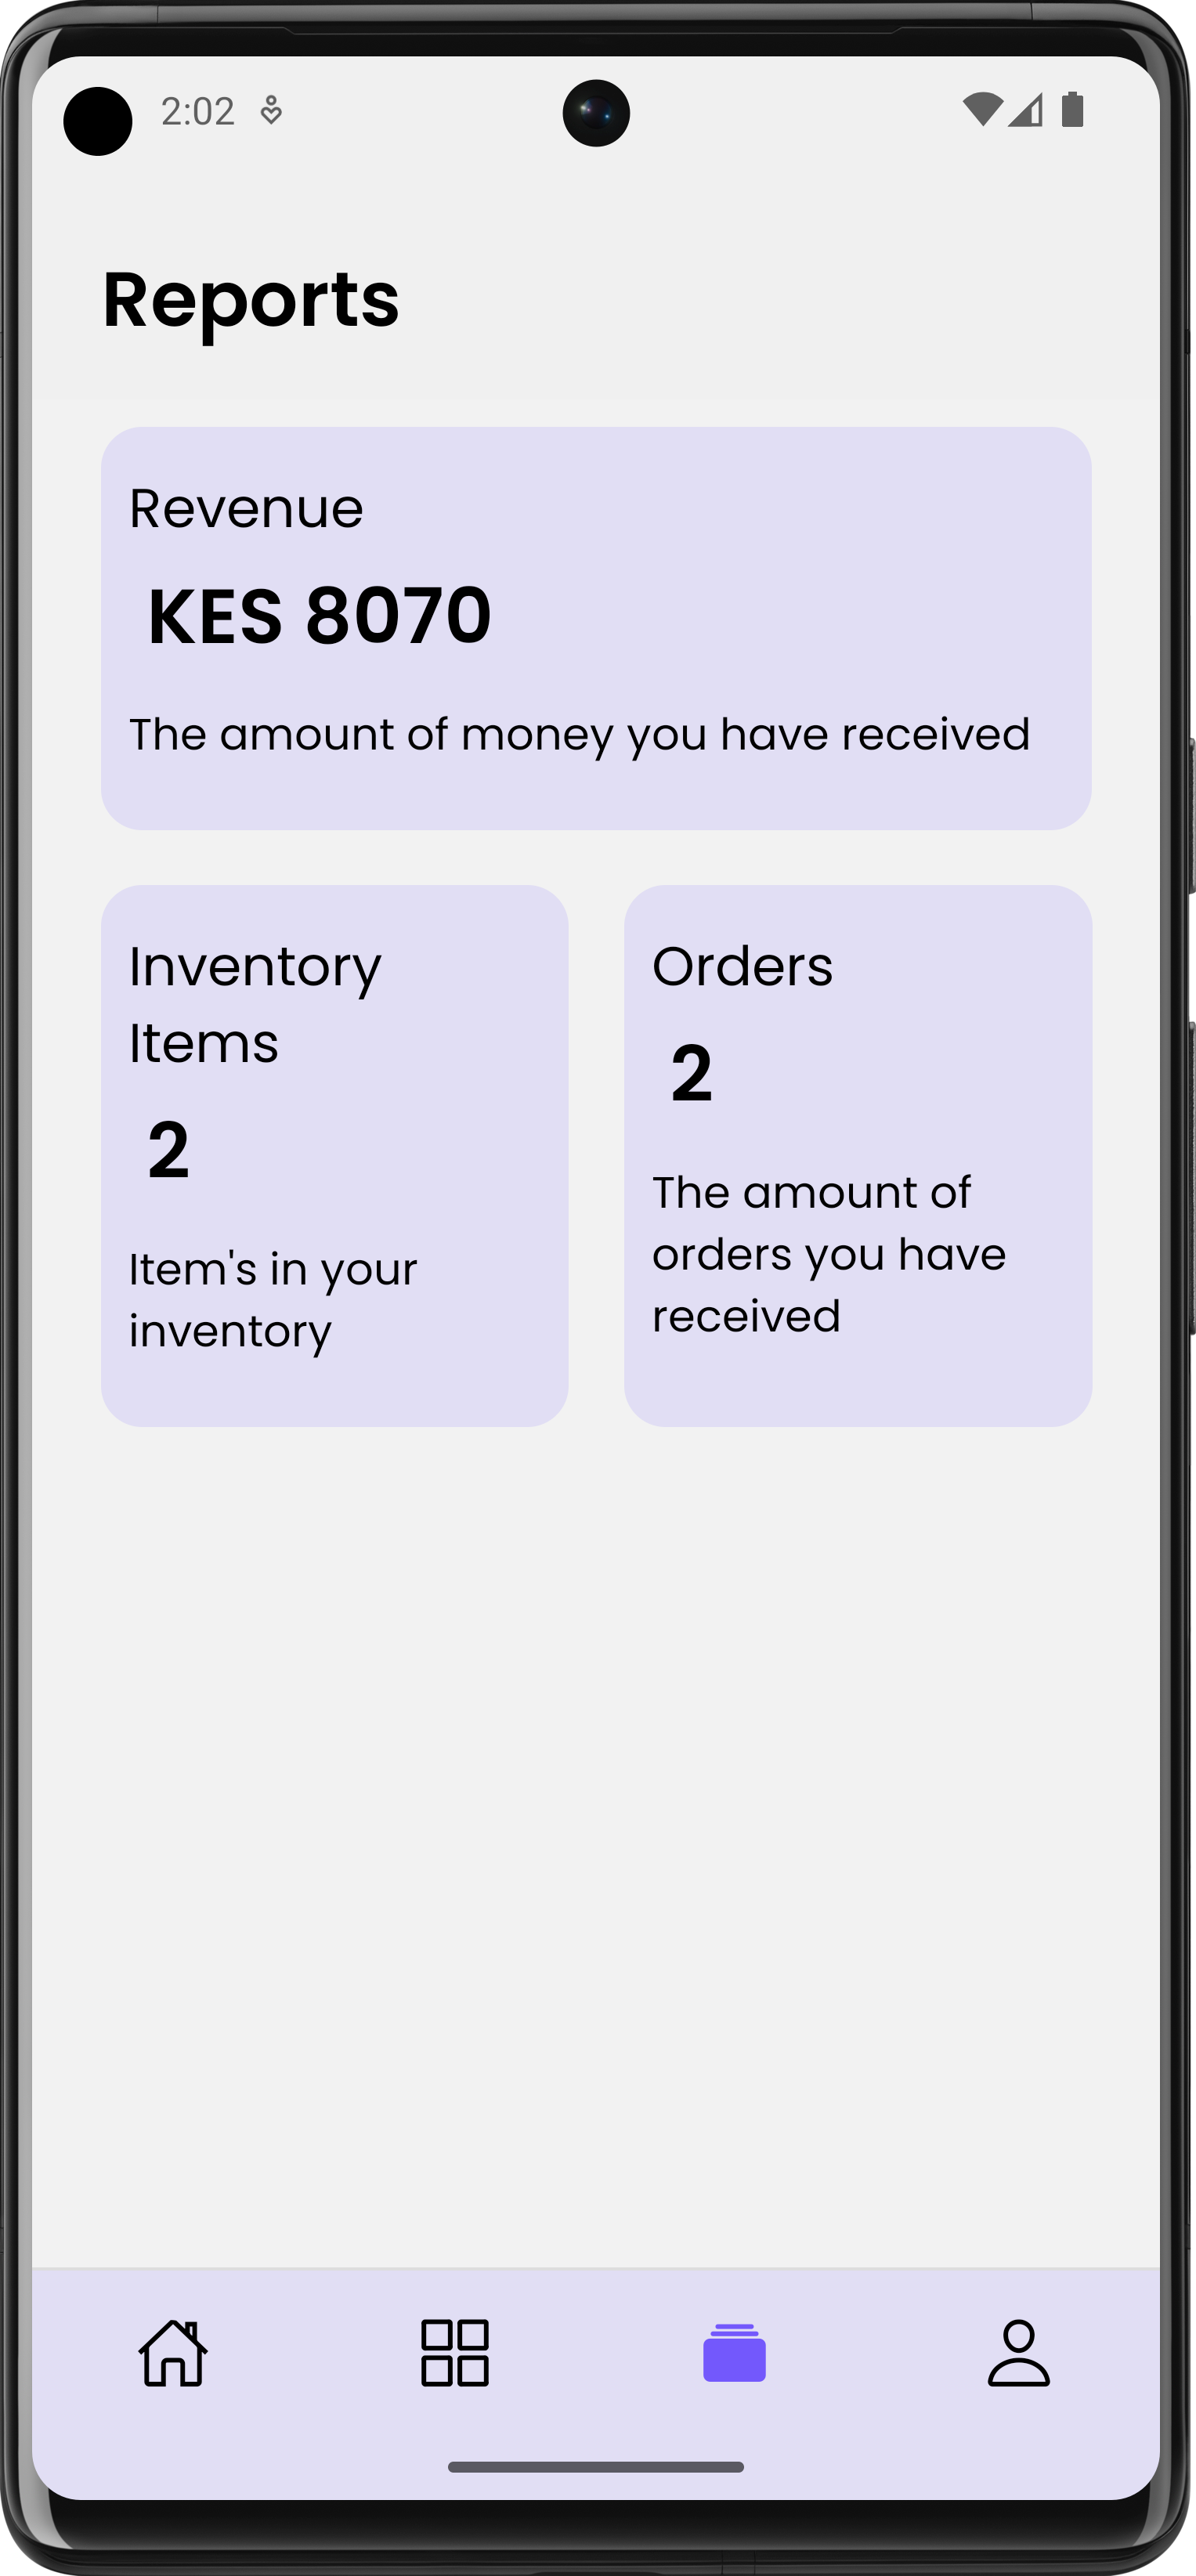 2:02
Reports
Revenue
KES 8070
The amount of money you have received
Inventory
Items
2
Item's in your
inventory
Orders
2
The amount of
orders you have
received